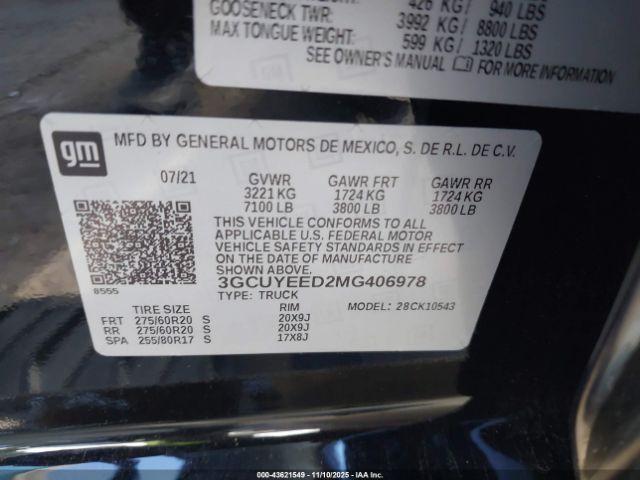 426 KG/ 940 LBS
GOOSENECK TWR: 3992 KG/ 8800 LBS
MAX TONGUE WEIGHT: 599 KG/ 1320 LBS
SEE OWNER'S MANUAL FOR MORE INFORMATION
gm
MFD BY GENERAL MOTORS DE MEXICO, S. DE R.L. DE C.V.
07/21 GVWR GAWR FRT GAWR RR
3221 KG 1724 KG 1724 KG
7100 LB 3800 LB 3800 LB
THIS VEHICLE CONFORMS TO ALL
APPLICABLE U.S. FEDERAL MOTOR
VEHICLE SAFETY STANDARDS IN EFFECT
ON THE DATE OF MANUFACTURE
SHOWN ABOVE.
8555 3GCUYEED2MG406978
TYPE: TRUCK MODEL: 28CK10543
TIRE SIZE RIM
FRT 275/60R20 S 20X9J
RR 275/60R20 S 20X9J
SPA 255/80R17 S 17X8J
00-43621549 - 11/10/2025 - IAAI.com